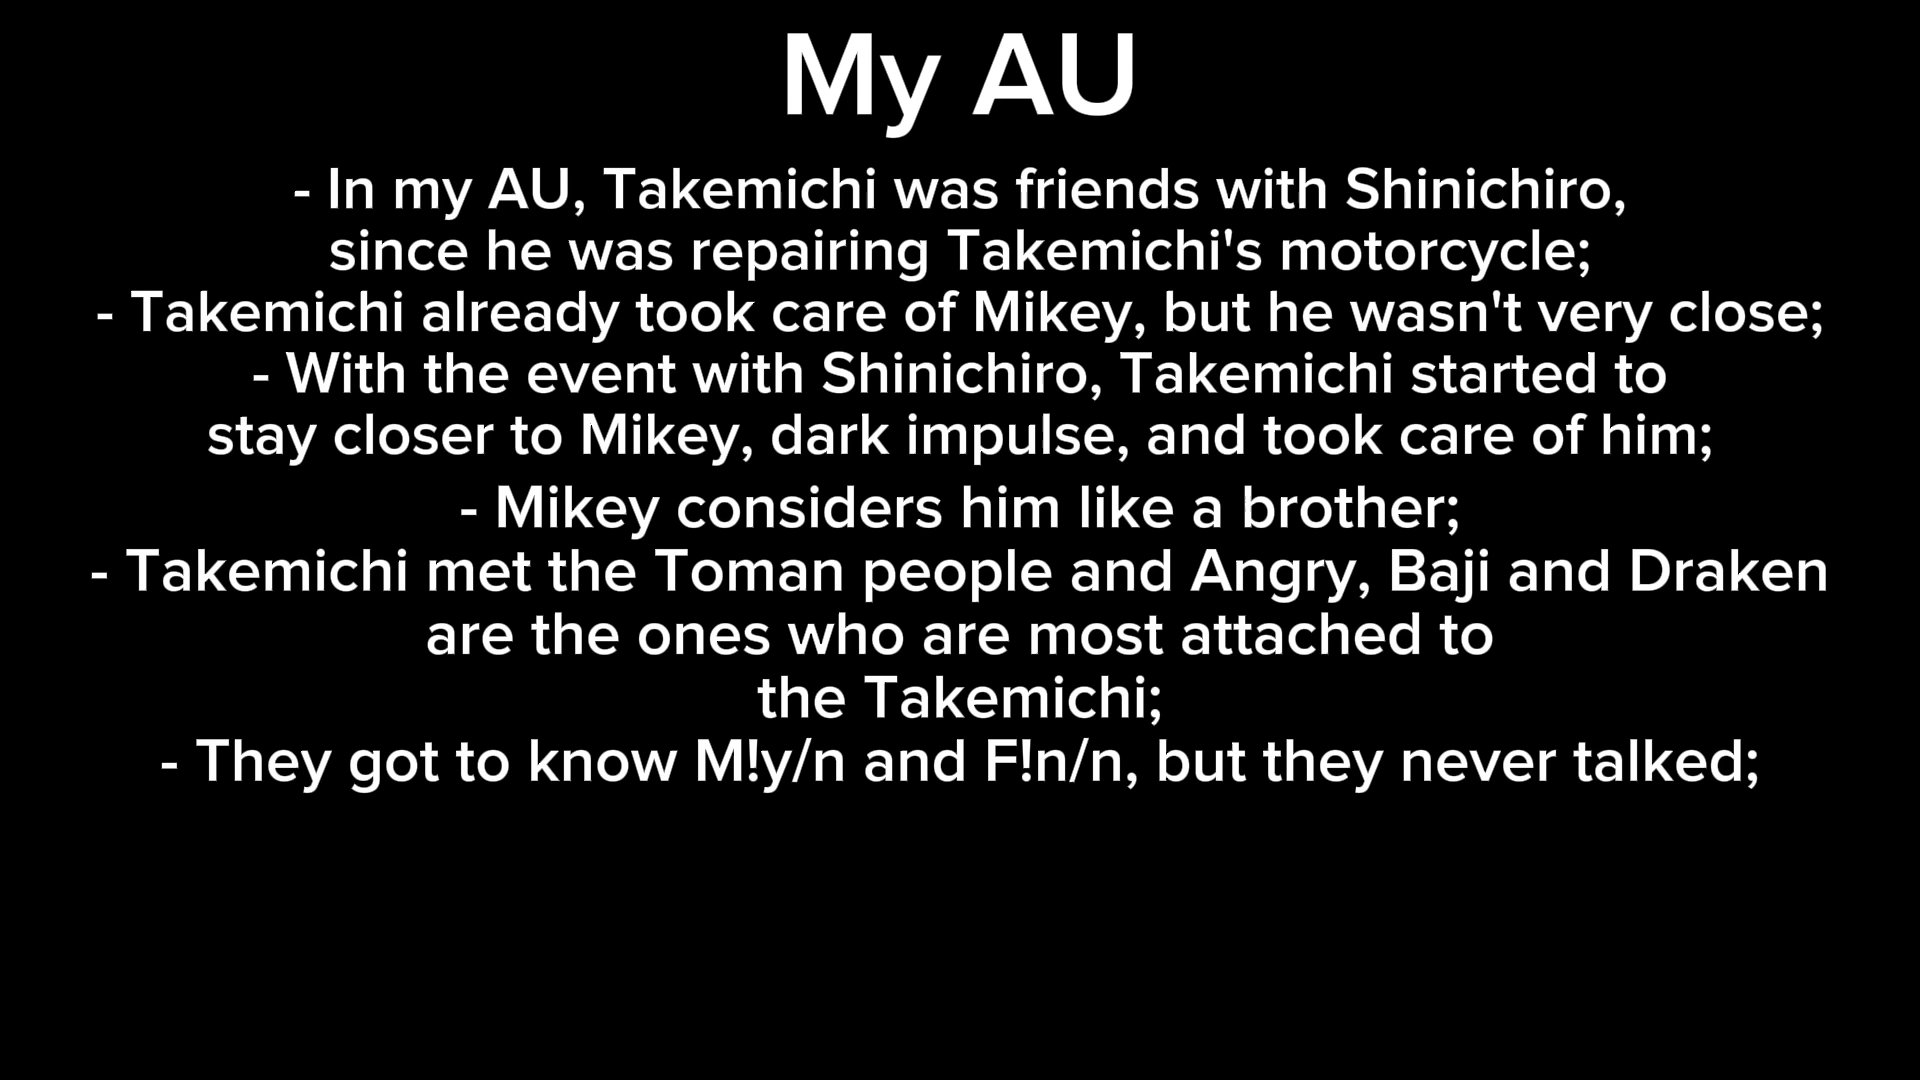 My AU
- In my AU, Takemichi was friends with Shinichiro,
since he was repairing Takemichi's motorcycle;
- Takemichi already took care of Mikey, but he wasn't very close;
- With the event with Shinichiro, Takemichi started to
stay closer to Mikey, dark impulse, and took care of him;
- Mikey considers him like a brother;
- Takemichi met the Toman people and Angry, Baji and Draken
are the ones who are most attached to
the Takemichi;
- They got to know M!y/n and F!n/n, but they never talked;